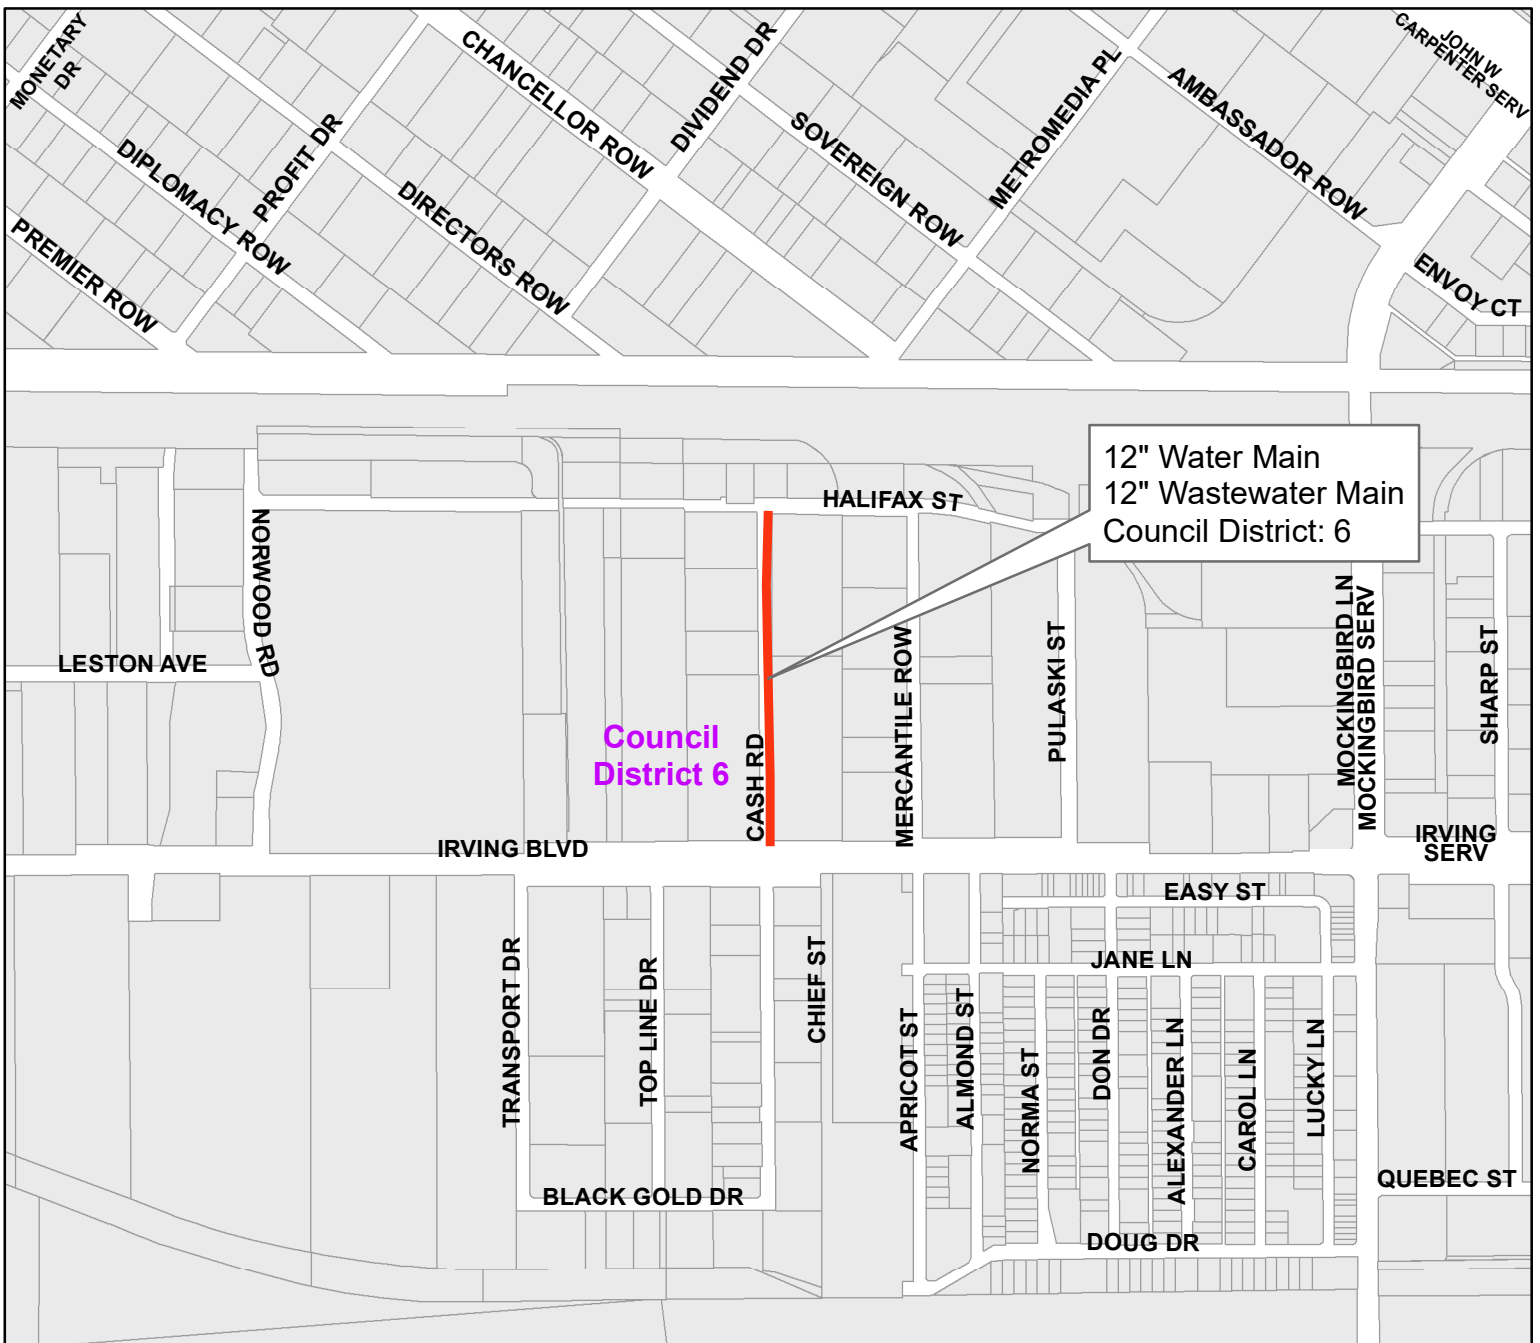 MONETARY
DR
CHANCELLOR ROW
DIVIDEND DR
METROMEDIA PL
JOHN W
CARPENTER SERV
AMBASSADOR ROW
SOVEREIGN ROW
PROFIT DR
DIPLOMACY ROW
DIRECTORS ROW
PREMIER ROW
ENVOY CT
12" Water Main
12" Wastewater Main
Council District: 6
HALIFAX ST
NORWOOD RD
LESTON AVE
Council
District 6
CASH RD
MERCANTILE ROW
PULASKI ST
MOCKINGBIRD LN
MOCKINGBIRD SERV
SHARP ST
IRVING BLVD
IRVING
SERV
EASY ST
JANE LN
TRANSPORT DR
TOP LINE DR
CHIEF ST
APRICOT ST
ALMOND ST
NORMA ST
DON DR
ALEXANDER LN
CAROL LN
LUCKY LN
BLACK GOLD DR
QUEBEC ST
DOUG DR